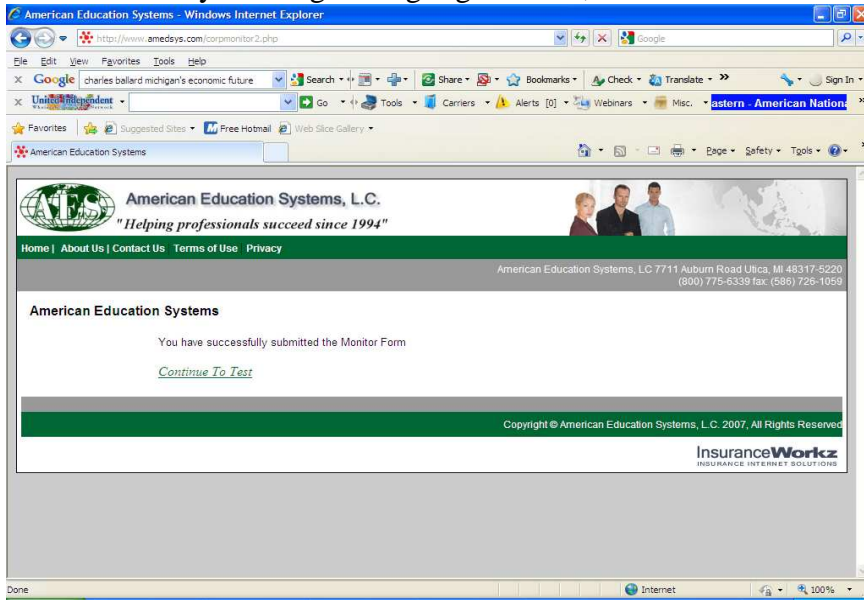 American Education Systems - Windows Internet Explorer
http://www.amedsys.com/corpmonitor2.php
Google
File Edit View Favorites Tools Help
x Google charles ballard michigan's economic future Search Share Bookmarks Check Translate » Sign In
x United Independent Go Tools Carriers Alerts [0] Webinars Misc. astern - American Nationa »
Favorites Suggested Sites Free Hotmail Web Slice Gallery
American Education Systems Page Safety Tools
AES American Education Systems, L.C.
"Helping professionals succeed since 1994"
Home | About Us | Contact Us Terms of Use Privacy
American Education Systems, LC 7711 Auburn Road Utica, MI 48317-5220
(800) 775-6339 fax: (586) 726-1059
American Education Systems
You have successfully submitted the Monitor Form
Continue To Test
Copyright © American Education Systems, L.C. 2007, All Rights Reserved
InsuranceWorkz
INSURANCE INTERNET SOLUTIONS
Done Internet 100%